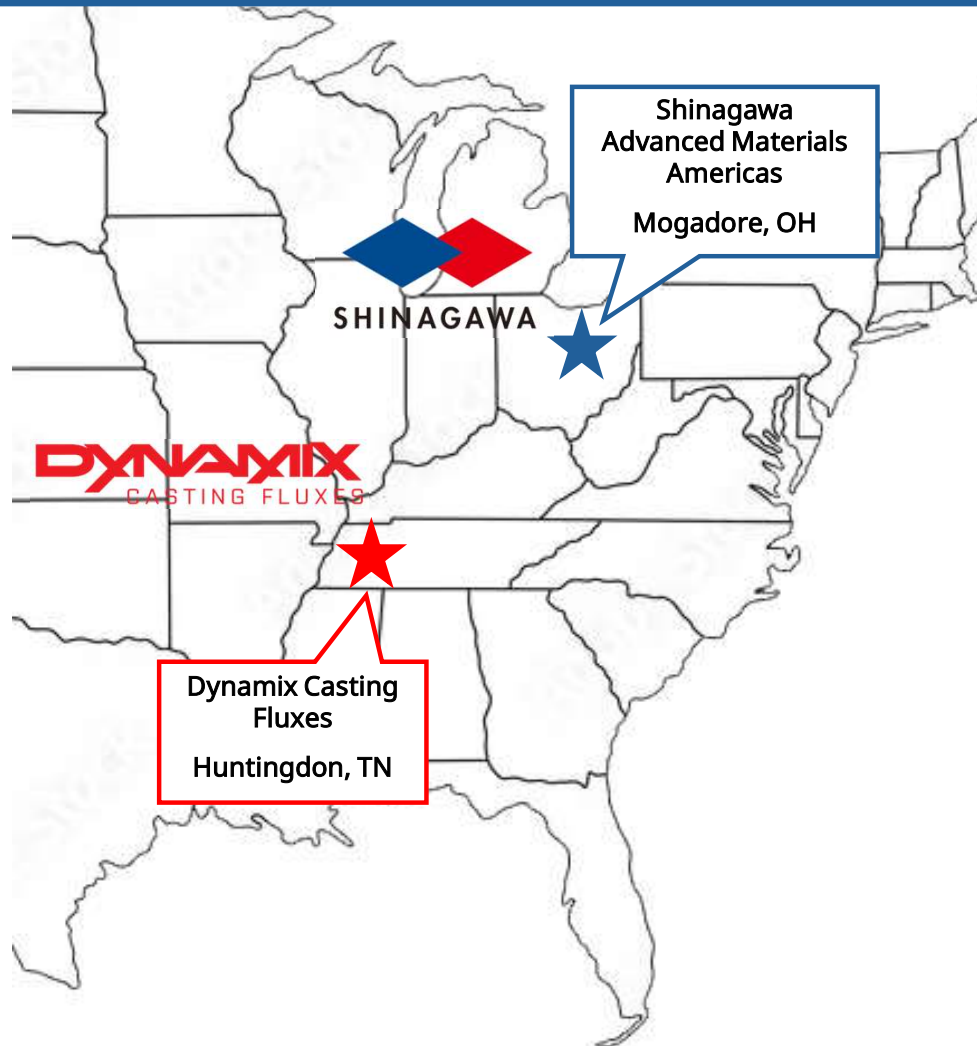 Shinagawa
Advanced Materials
Americas
Mogadore, OH
SHINAGAWA
DYNAMIX
CASTING FLUXES
Dynamix Casting
Fluxes
Huntingdon, TN